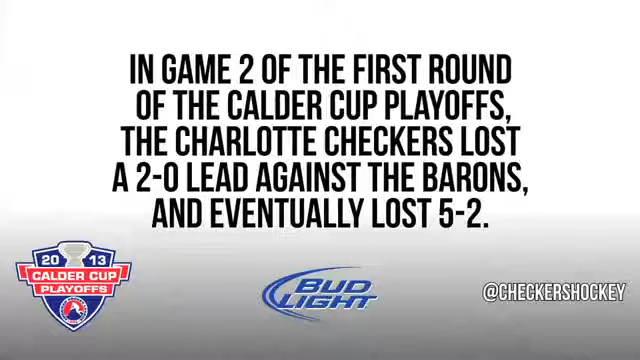 IN GAME 2 OF THE FIRST ROUND
OF THE CALDER CUP PLAYOFFS,
THE CHARLOTTE CHECKERS LOST
A 2-0 LEAD AGAINST THE BARONS,
AND EVENTUALLY LOST 5-2.
20 13
CALDER CUP
PLAYOFFS
BUD
LIGHT
@CHECKERSHOCKEY